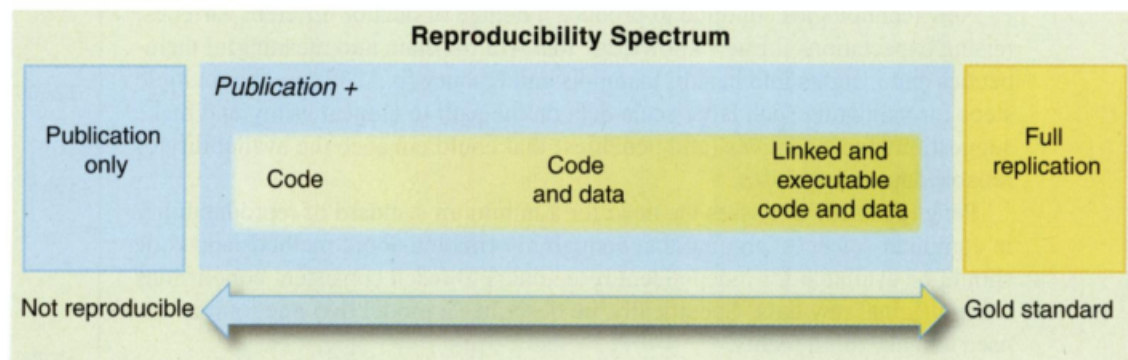 Reproducibility Spectrum
Publication +
Publication
only
Code
Code
and data
Linked and
executable
code and data
Full
replication
Not reproducible
Gold standard